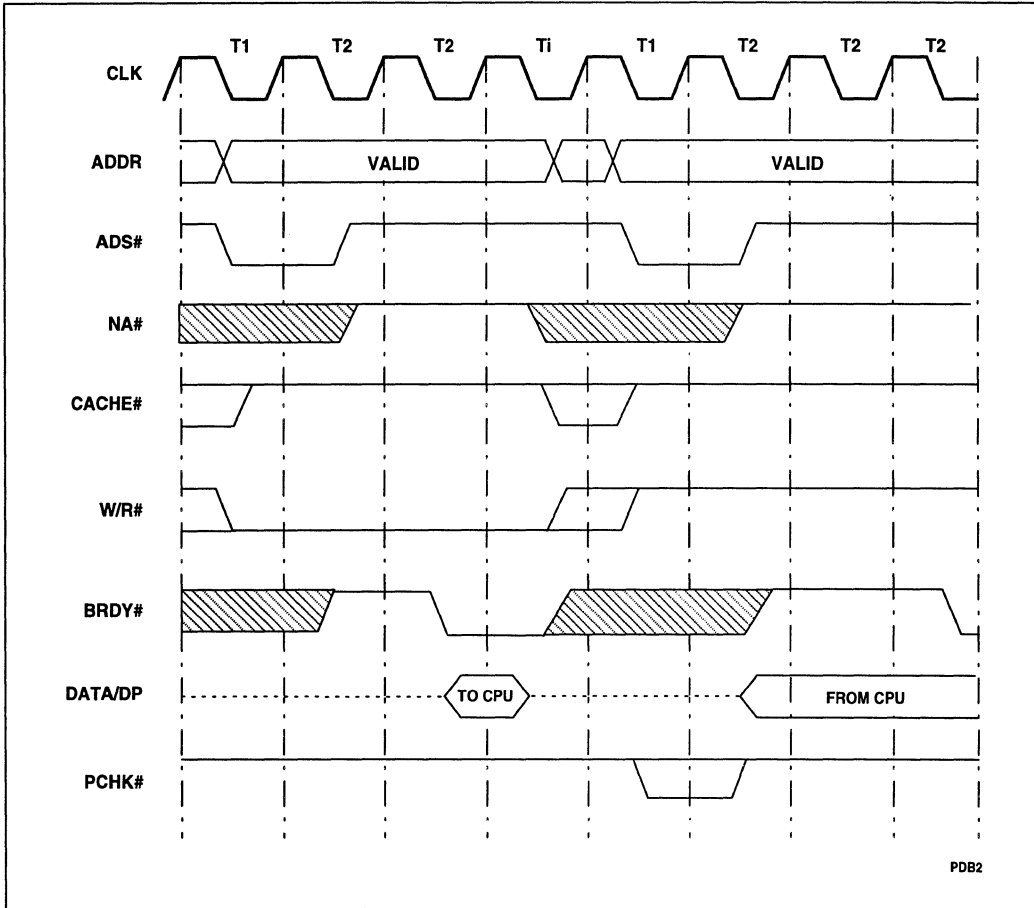 T1 T2 T2 Ti T1 T2 T2 T2
CLK
ADDR VALID VALID
ADS#
NA#
CACHE#
W/R#
BRDY#
DATA/DP TO CPU FROM CPU
PCHK#
PDB2